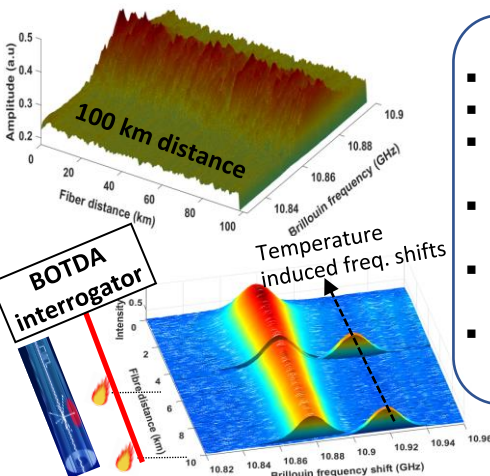 Amplitude (a.u)
0.5
0.4
0.3
0.2
0
20
40
60
80
100
Fiber distance (km)
100 km distance
10.9
10.88
10.86
10.84
Brillouin frequency (GHz)
BOTDA
interrogator
Temperature
induced freq. shifts
Intensity
0.5
0
2
4
6
8
10
Fibre distance (km)
10.82
10.84
10.86
10.88
10.9
10.92
10.94
10.96
Brillouin frequency shift (GHz)